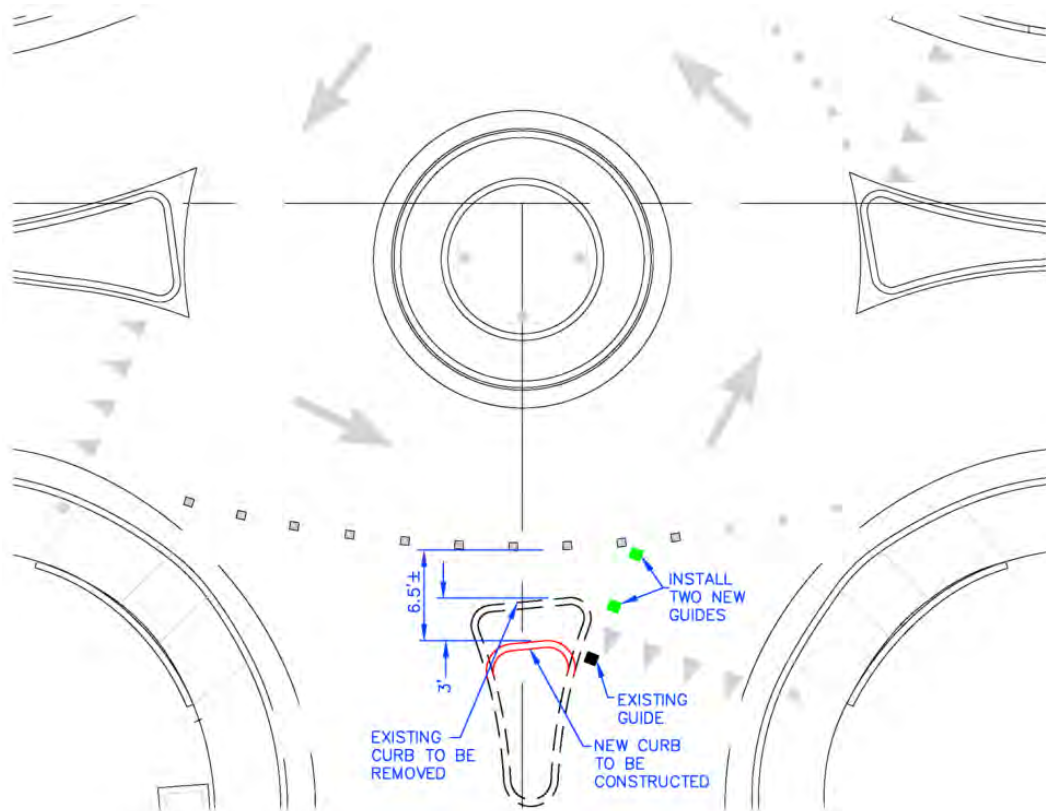 6.5'±
3'
INSTALL
TWO NEW
GUIDES
EXISTING
GUIDE
EXISTING
CURB TO BE
REMOVED
NEW CURB
TO BE
CONSTRUCTED